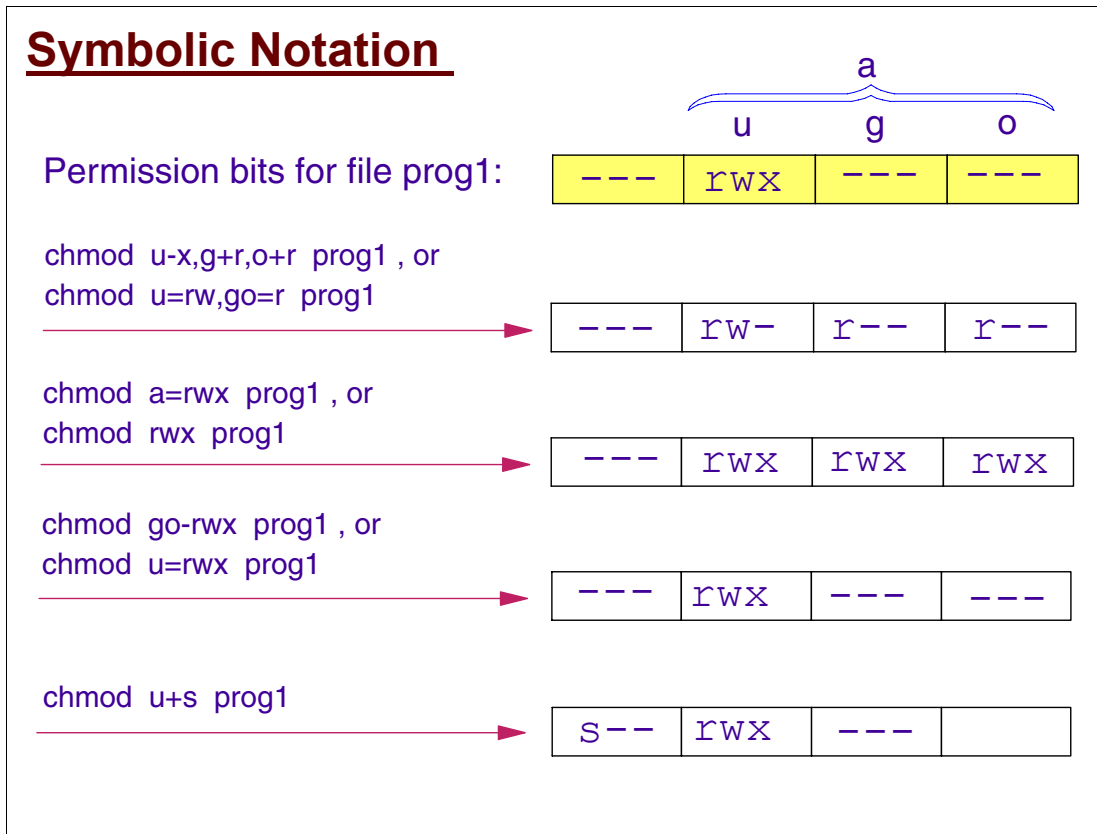 Symbolic Notation
a
u g o
Permission bits for file prog1: --- rwx --- ---
chmod u-x,g+r,o+r prog1 , or
chmod u=rw,go=r prog1
--- rw- r-- r--
chmod a=rwx prog1 , or
chmod rwx prog1
--- rwx rwx rwx
chmod go-rwx prog1 , or
chmod u=rwx prog1
--- rwx --- ---
chmod u+s prog1
s-- rwx ---